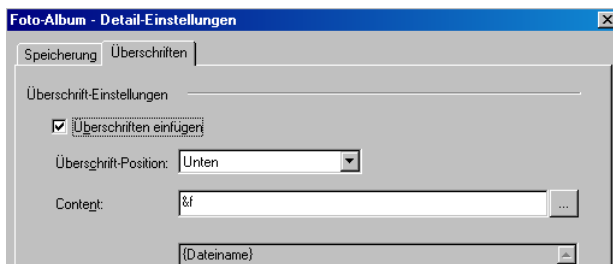 Foto-Album - Detail-Einstellungen
Speicherung Überschriften
Überschrift-Einstellungen
Überschriften einfügen
Überschrift-Position: Unten
Content: &f ...
{Dateiname}